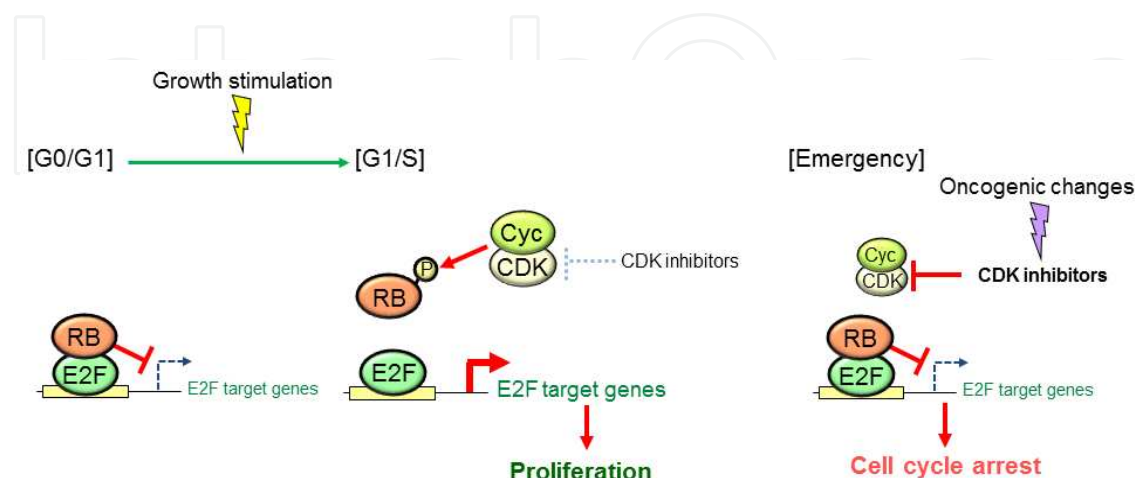 Growth stimulation
[G0/G1]
[G1/S]
[Emergency]
Oncogenic changes
Cyc
CDK
CDK inhibitors
P
RB
Cyc
CDK
CDK inhibitors
RB
E2F
E2F target genes
E2F
E2F target genes
RB
E2F
E2F target genes
Proliferation
Cell cycle arrest